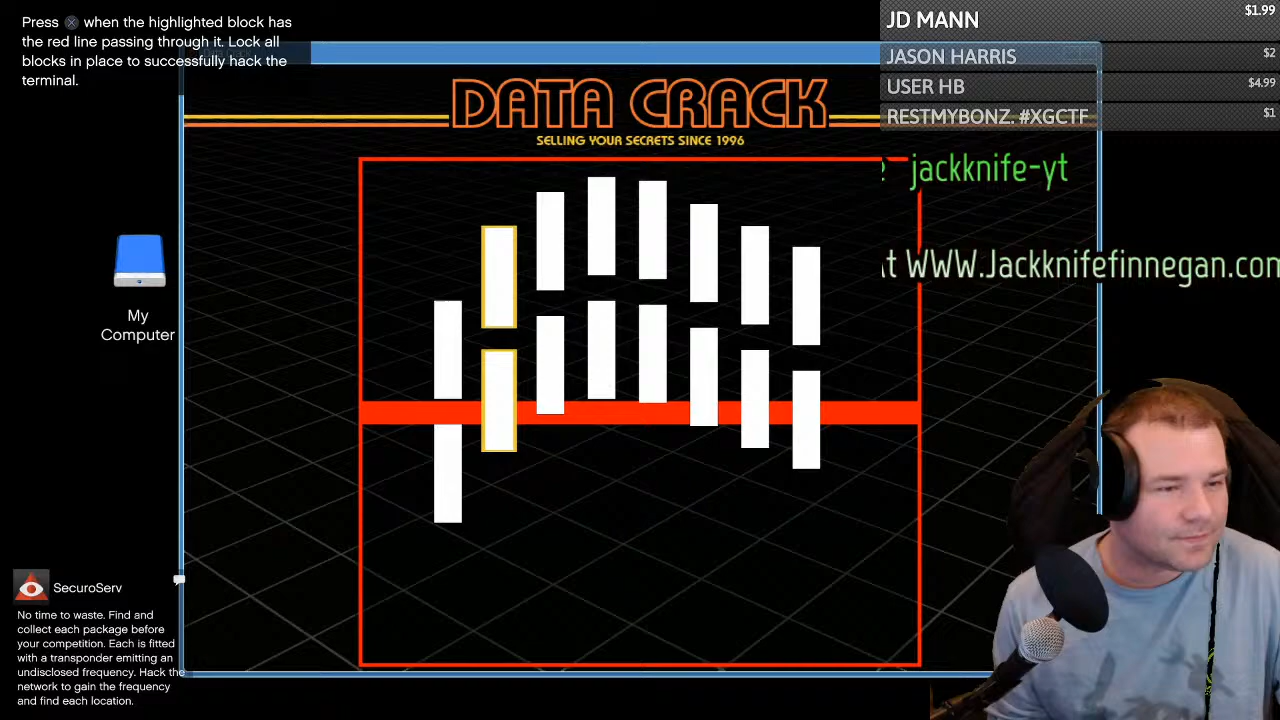 Press ⓧ when the highlighted block has
the red line passing through it. Lock all
blocks in place to successfully hack the
terminal.
JD MANN $1.99
JASON HARRIS $2
USER HB $4.99
RESTMYBONZ. #XGCTF $1
DATA CRACK
SELLING YOUR SECRETS SINCE 1996
jackknife-yt
WWW.Jackknifefinnegan.com
My
Computer
SecuroServ
No time to waste. Find and
collect each package before
your competition. Each is fitted
with a transponder emitting an
undisclosed frequency. Hack the
network to gain the frequency
and find each location.